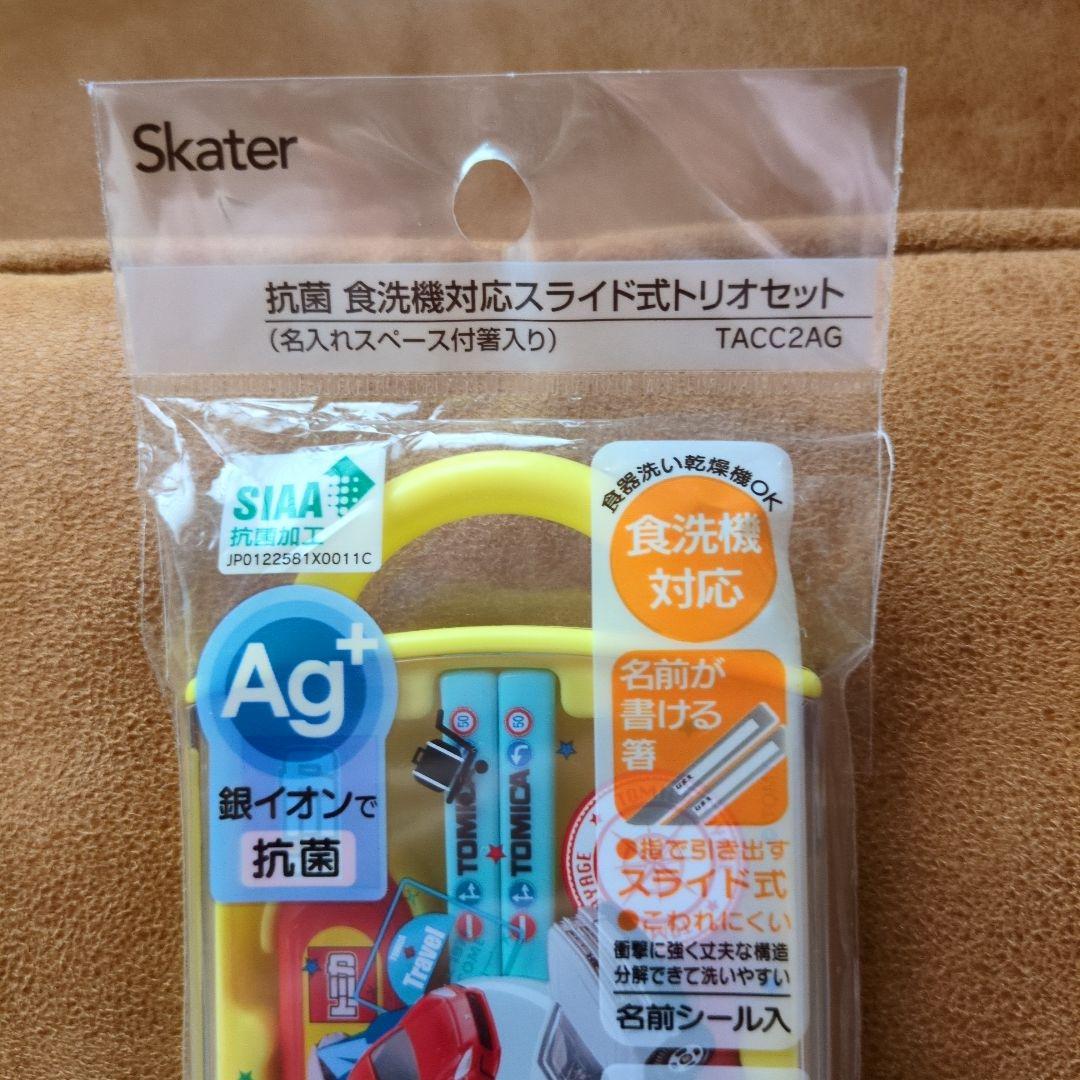 Skater
抗菌 食洗機対応スライド式トリオセット
(名入れスペース付箸入り)
TACC2AG
SIAA
抗菌加工
JP0122581X0011C
Ag+
銀イオンで
抗菌
食器洗い乾燥機OK
食洗機
対応
名前が
書ける
箸
●指で引き出す
スライド式
●こわれにくい
衝撃に強く丈夫な構造
分解できて洗いやすい
名前シール入
50
50
TOMICA
TOMICA
Travel
トミカ